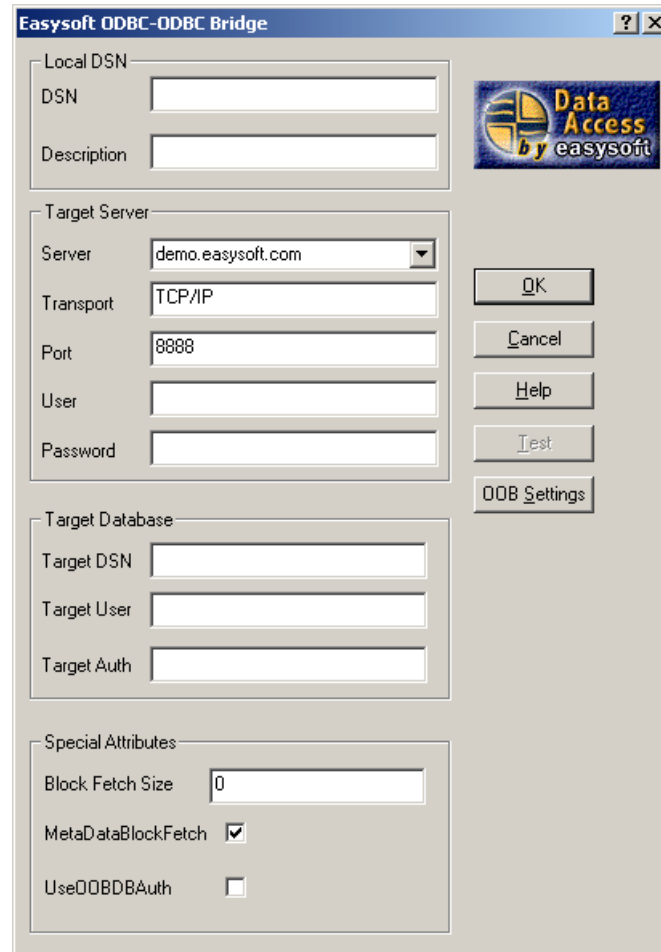 Easysoft ODBC-ODBC Bridge
Local DSN
DSN
Description
Data
Access
by easysoft
Target Server
Server demo.easysoft.com
Transport TCP/IP
Port 8888
User
Password
OK
Cancel
Help
Test
OOB Settings
Target Database
Target DSN
Target User
Target Auth
Special Attributes
Block Fetch Size 0
MetaDataBlockFetch
UseOOBDBAuth